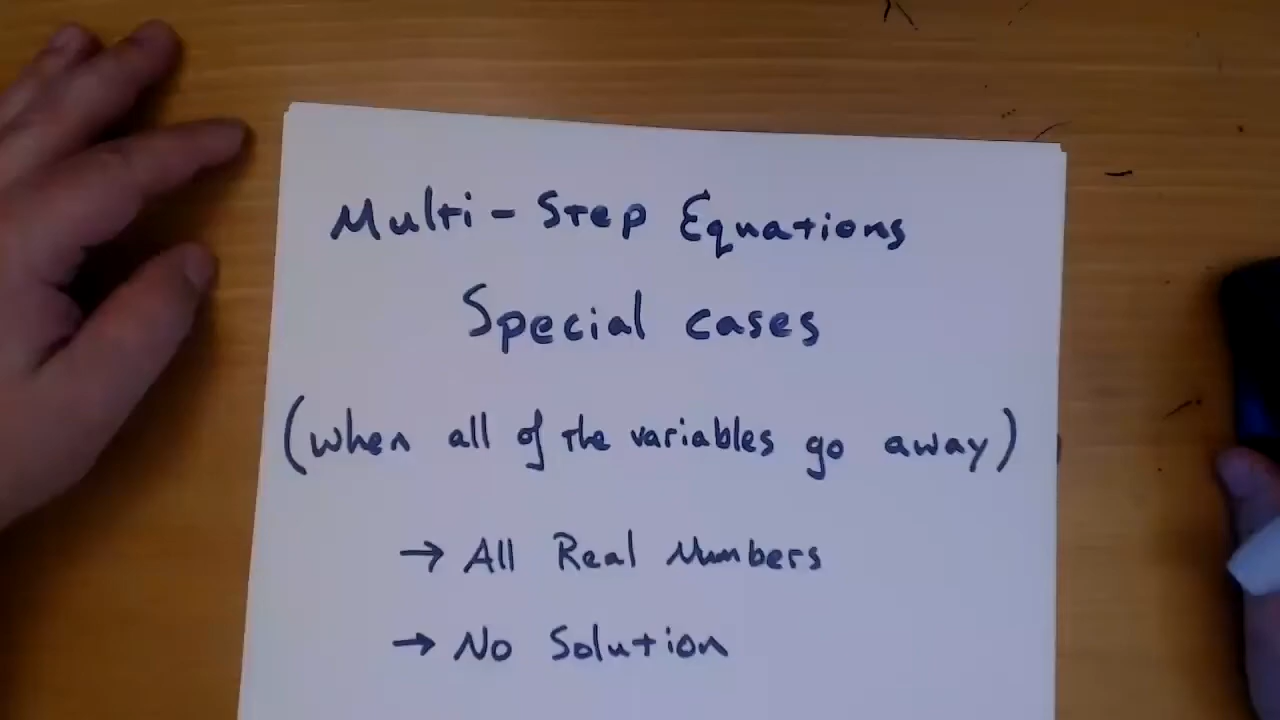 Multi-Step Equations
Special cases
(when all of the variables go away)
→ All Real Numbers
→ No Solution